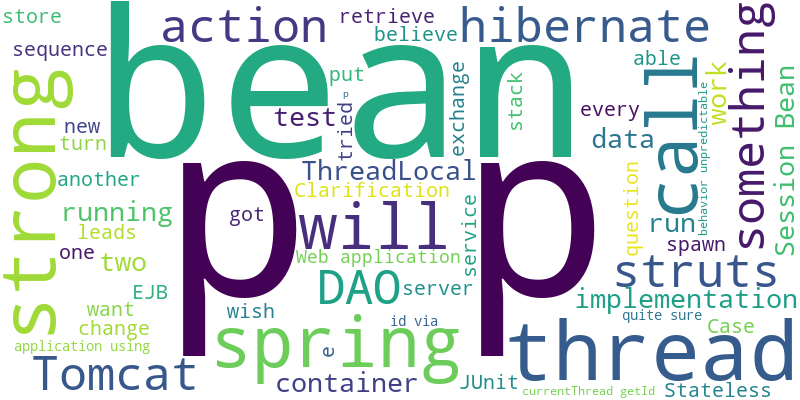 store
action
retrieve
believe
hibernate
able
something
sequence
bean
put
p
test
tried
exchange
stack
every
call
work
behavior unpredictable
Session Bean
strong
new
turn
another
data
ThreadLocal
Clarification
p p
question
run
running
leads
got
will
service
spawn
one
two
Web application
struts
EJB
DAO
server
implementation
want
change
wish
id via
quite sure
Case
application using
spring
e
thread
Tomcat
container
JUnit
currentThread getId
Stateless